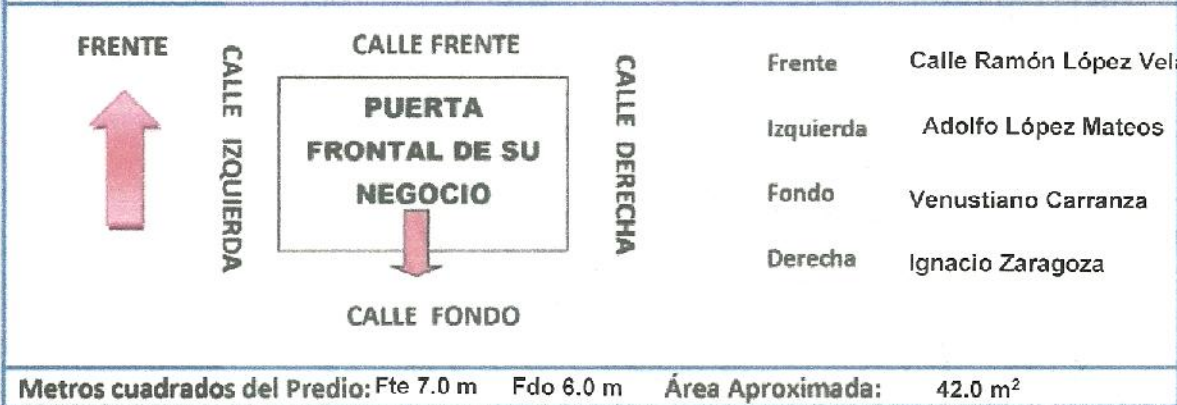 FRENTE
CALLE IZQUIERDA
CALLE FRENTE
PUERTA
FRONTAL DE SU
NEGOCIO
CALLE DERECHA
CALLE FONDO
Frente Calle Ramón López
Izquierda Adolfo López Mateos
Fondo Venustiano Carranza
Derecha Ignacio Zaragoza
Metros cuadrados del Predio: Fte 7.0 m Fdo 6.0 m Área Aproximada: 42.0 m²